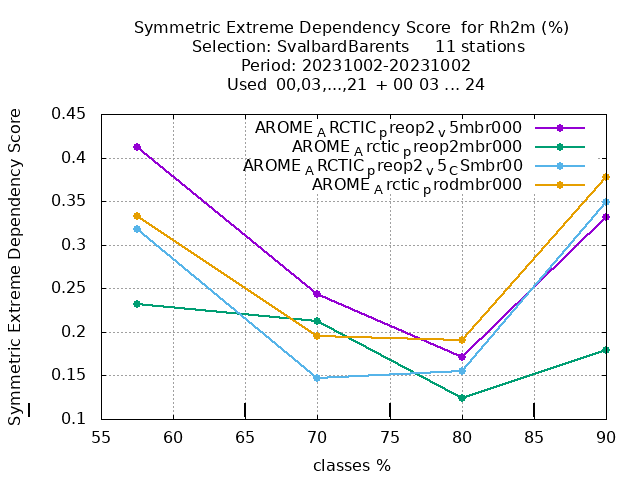 Symmetric Extreme Dependency Score for Rh2m (%)
Selection: SvalbardBarents 11 stations
Period: 20231002-20231002
Used 00,03,...,21 + 00 03 ... 24
Symmetric Extreme Dependency Score
0.45
0.4
0.35
0.3
0.25
0.2
0.15
0.1
AROME_ARCTIC_preop2_v5mbr000
AROME_Arctic_preop2mbr000
AROME_ARCTIC_preop2_v5_CSmbr00
AROME_Arctic_prodmbr000
55 60 65 70 75 80 85 90
classes %